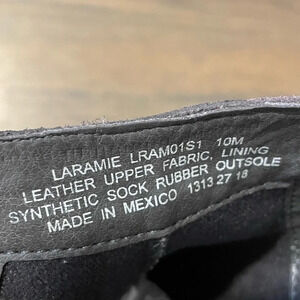 LARAMIE LRAM01S1 10M
LEATHER UPPER FABRIC, LINING
SYNTHETIC SOCK RUBBER OUTSOLE
MADE IN MEXICO 1313 27 18